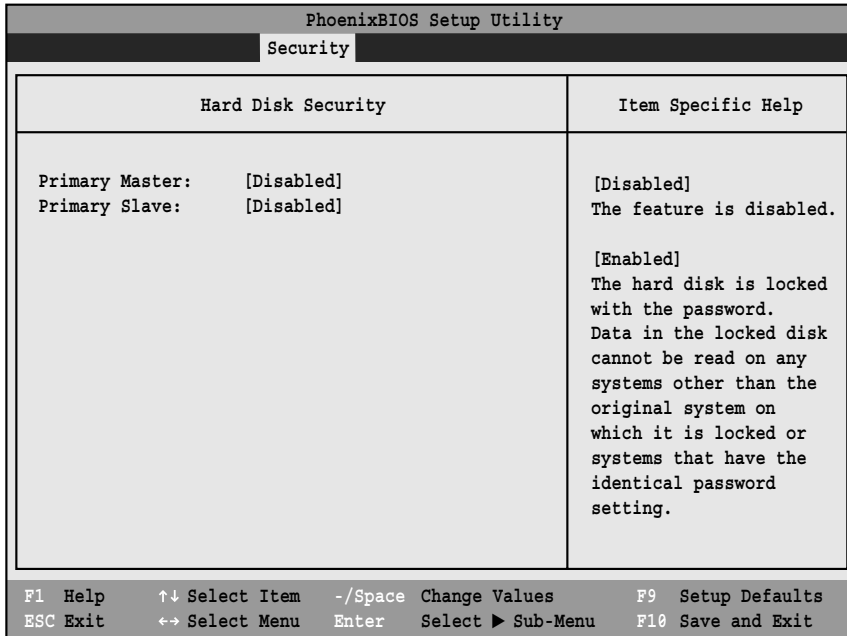 PhoenixBIOS Setup Utility
Security
Hard Disk Security
Item Specific Help
Primary Master: [Disabled]
Primary Slave: [Disabled]
[Disabled]
The feature is disabled.
[Enabled]
The hard disk is locked
with the password.
Data in the locked disk
cannot be read on any
systems other than the
original system on
which it is locked or
systems that have the
identical password
setting.
F1 Help ↑↓ Select Item -/Space Change Values F9 Setup Defaults
ESC Exit ←→ Select Menu Enter Select ▶ Sub-Menu F10 Save and Exit